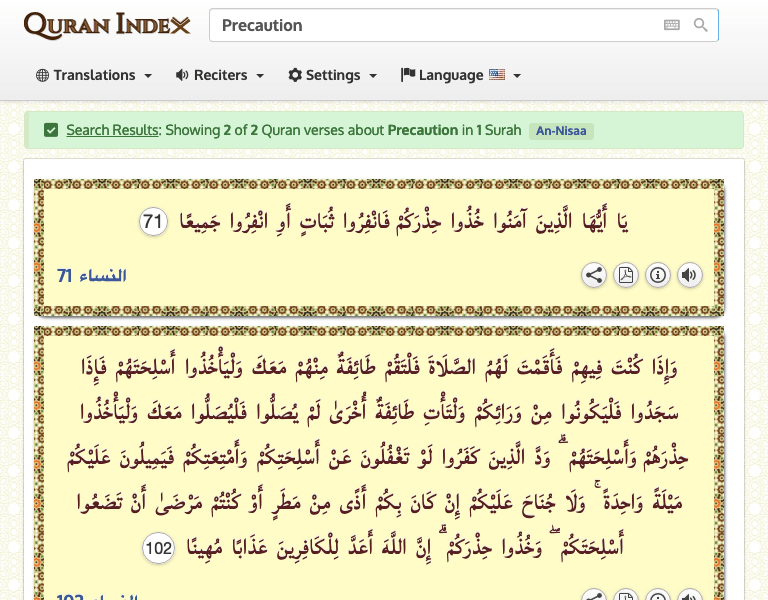 QURAN INDEX
Precaution
Translations Reciters Settings Language
Search Results: Showing 2 of 2 Quran verses about Precaution in 1 Surah An-Nisaa
يَا أَيُّهَا الَّذِينَ آمَنُوا خُذُوا حِذْرَكُمْ فَانْفِرُوا ثُبَاتٍ أَوِ انْفِرُوا جَمِيعًا 71
النساء 71
وَإِذَا كُنْتَ فِيهِمْ فَأَقَمْتَ لَهُمُ الصَّلَاةَ فَلْتَقُمْ طَائِفَةٌ مِنْهُمْ مَعَكَ وَلْيَأْخُذُوا أَسْلِحَتَهُمْ فَإِذَا
سَجَدُوا فَلْيَكُونُوا مِنْ وَرَائِكُمْ وَلْتَأْتِ طَائِفَةٌ أُخْرَىٰ لَمْ يُصَلُّوا فَلْيُصَلُّوا مَعَكَ وَلْيَأْخُذُوا
حِذْرَهُمْ وَأَسْلِحَتَهُمْ ۗ وَدَّ الَّذِينَ كَفَرُوا لَوْ تَغْفُلُونَ عَنْ أَسْلِحَتِكُمْ وَأَمْتِعَتِكُمْ فَيَمِيلُونَ عَلَيْكُمْ
مَيْلَةً وَاحِدَةً ۚ وَلَا جُنَاحَ عَلَيْكُمْ إِنْ كَانَ بِكُمْ أَذًى مِنْ مَطَرٍ أَوْ كُنْتُمْ مَرْضَىٰ أَنْ تَضَعُوا
أَسْلِحَتَكُمْ ۖ وَخُذُوا حِذْرَكُمْ ۗ إِنَّ اللَّهَ أَعَدَّ لِلْكَافِرِينَ عَذَابًا مُهِينًا 102
النساء 102